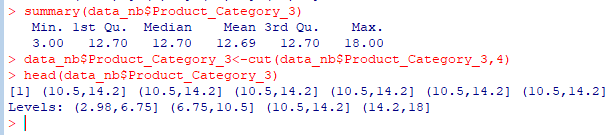 > summary(data_nb$Product_Category_3)
   Min. 1st Qu.  Median    Mean 3rd Qu.    Max.
   3.00   12.70   12.70   12.69   12.70   18.00
> data_nb$Product_Category_3<-cut(data_nb$Product_Category_3,4)
> head(data_nb$Product_Category_3)
[1] (10.5,14.2] (10.5,14.2] (10.5,14.2] (10.5,14.2] (10.5,14.2] (10.5,14.2]
Levels: (2.98,6.75] (6.75,10.5] (10.5,14.2] (14.2,18]
>